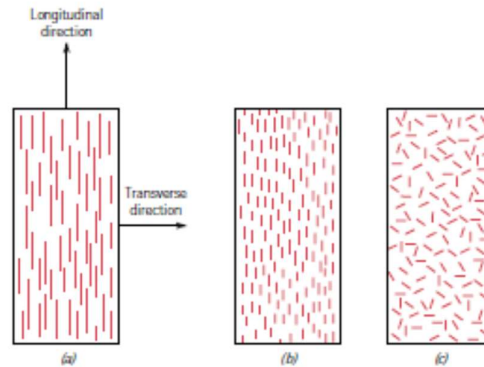 Longitudinal
direction
Transverse
direction
(a)
(b)
(c)